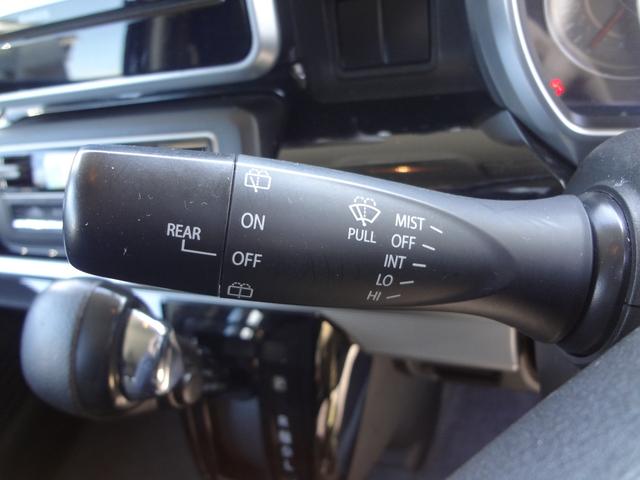 REAR
ON
OFF
PULL
MIST
OFF
INT
LO
HI